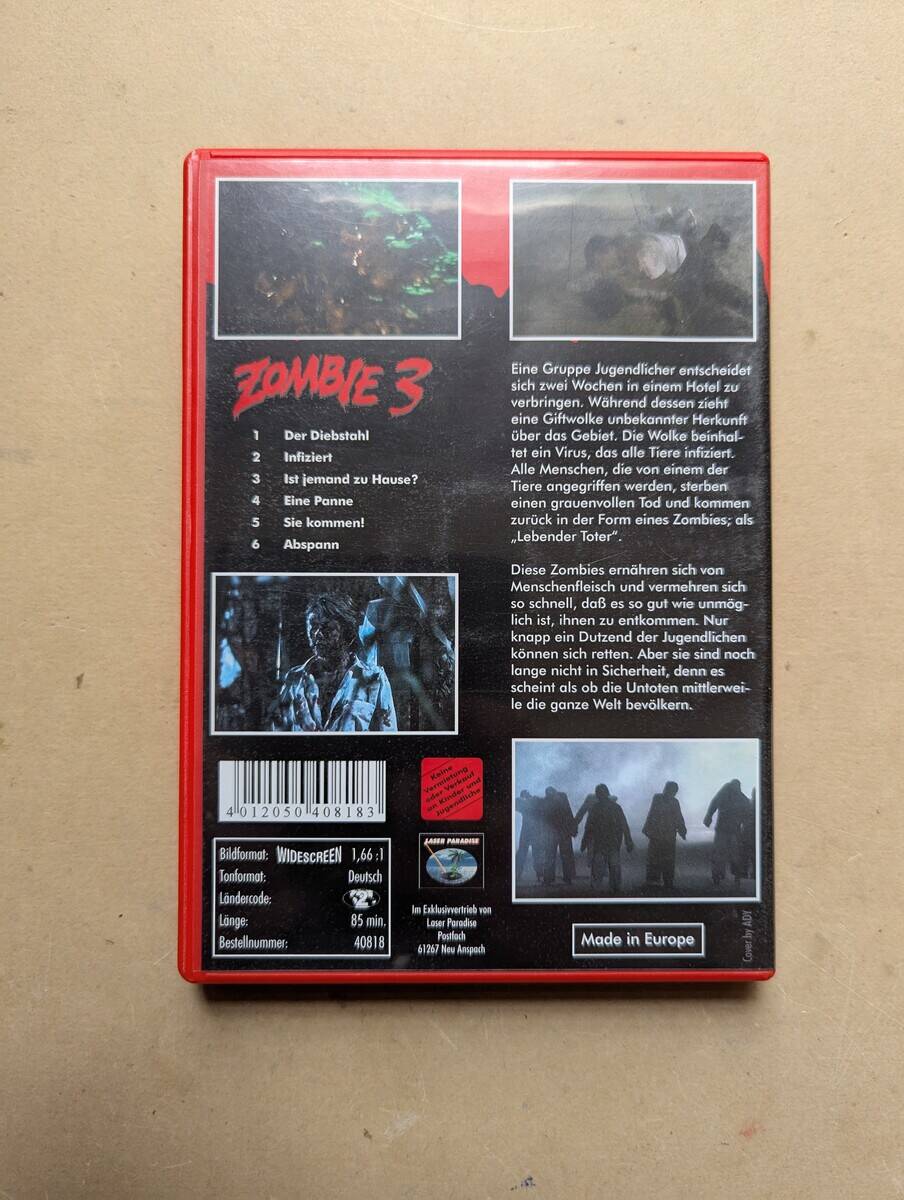 ZOMBIE 3
1 Der Diebstahl
2 Infiziert
3 Ist jemand zu Hause?
4 Eine Panne
5 Sie kommen!
6 Abspann
Eine Gruppe Jugendlicher entscheidet
sich zwei Wochen in einem Hotel zu
verbringen. Während dessen zieht
eine Giftwolke unbekannter Herkunft
über das Gebiet. Die Wolke beinhal-
tet ein Virus, das alle Tiere infiziert.
Alle Menschen, die von einem der
Tiere angegriffen werden, sterben
einen grauenvollen Tod und kommen
zurück in der Form eines Zombies; als
„Lebender Toter“.
Diese Zombies ernähren sich von
Menschenfleisch und vermehren sich
so schnell, daß es so gut wie unmög-
lich ist, ihnen zu entkommen. Nur
knapp ein Dutzend der Jugendlichen
können sich retten. Aber sie sind noch
lange nicht in Sicherheit, denn es
scheint als ob die Untoten mittlerwei-
le die ganze Welt bevölkern.
4 012050 408183
Keine
Vermietung
oder Verkauf
an Kinder und
Jugendliche
Bildformat: WIDESCREEN 1,66 :1
Tonformat: Deutsch
Ländercode: 2
Länge: 85 min.
Bestellnummer: 40818
LASER PARADISE
Im Exklusivvertrieb von
Laser Paradise
Postfach
61267 Neu Anspach
Made in Europe
Cover by ADY